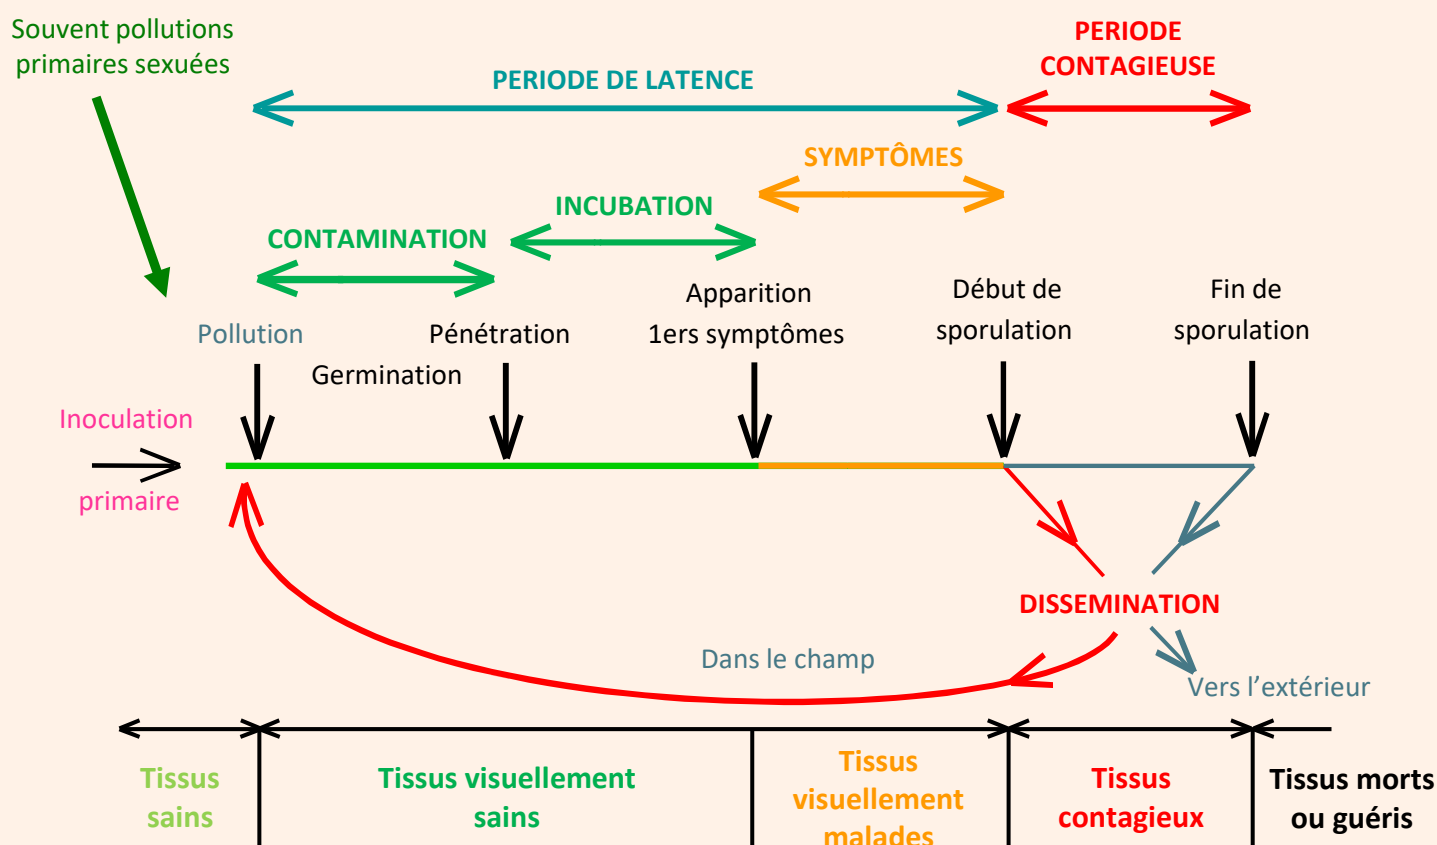 Souvent pollutions
primaires sexuées
PERIODE
CONTAGIEUSE
PERIODE DE LATENCE
SYMPTÔMES
INCUBATION
CONTAMINATION
Pollution
Pénétration
Apparition
1ers symptômes
Début de
sporulation
Fin de
sporulation
Germination
Inoculation
primaire
DISSEMINATION
Dans le champ
Vers l’extérieur
Tissus
sains
Tissus visuellement
sains
Tissus
visuellement
malades
Tissus
contagieux
Tissus morts
ou guéris